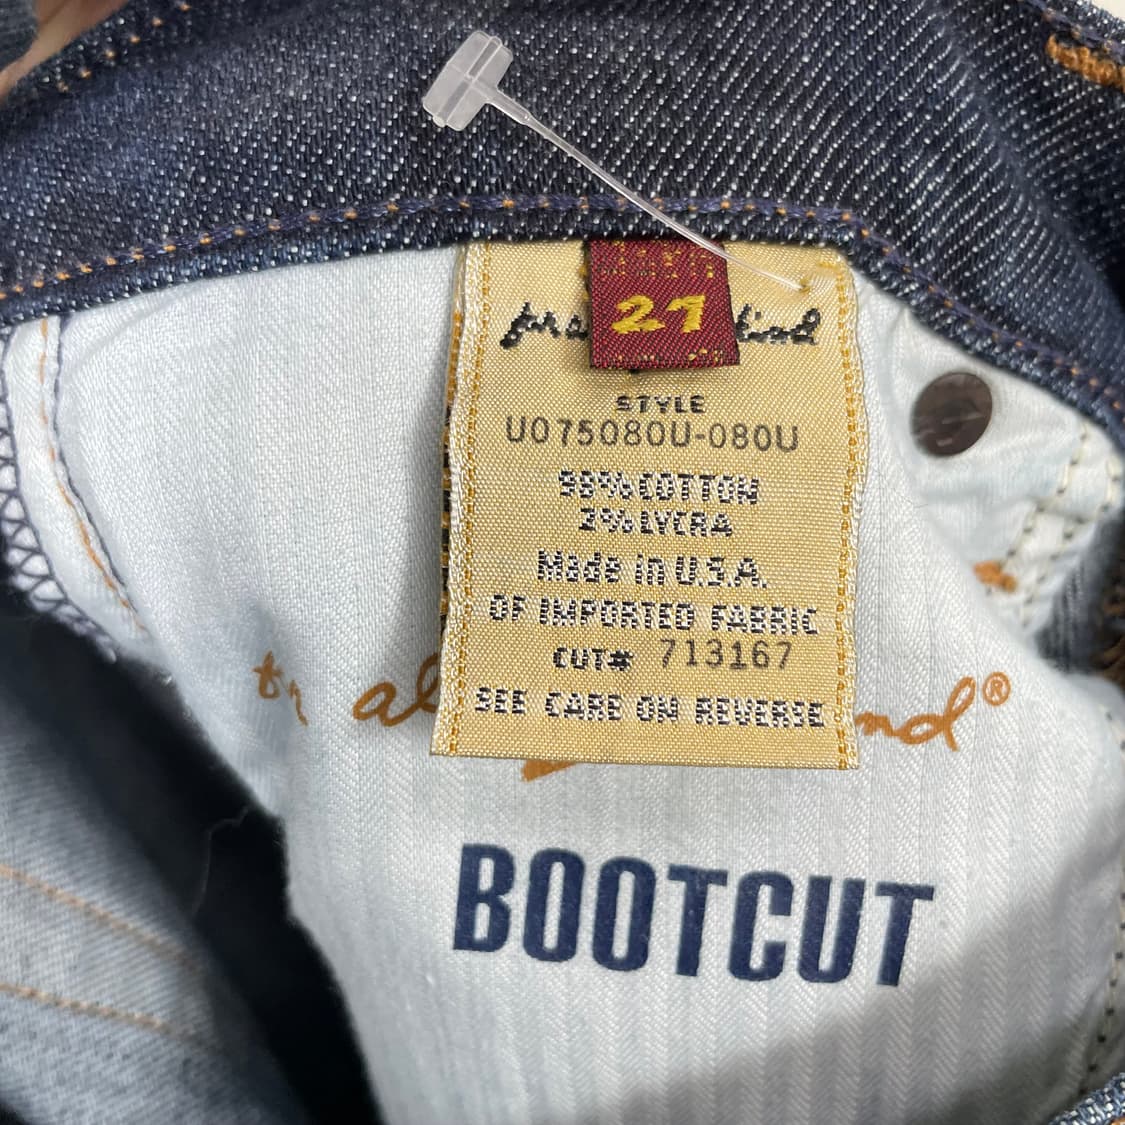 27
STYLE
U075080U-080U
98% COTTON
2% LYCRA
Made in U.S.A.
OF IMPORTED FABRIC
CUT# 713167
SEE CARE ON REVERSE
BOOTCUT